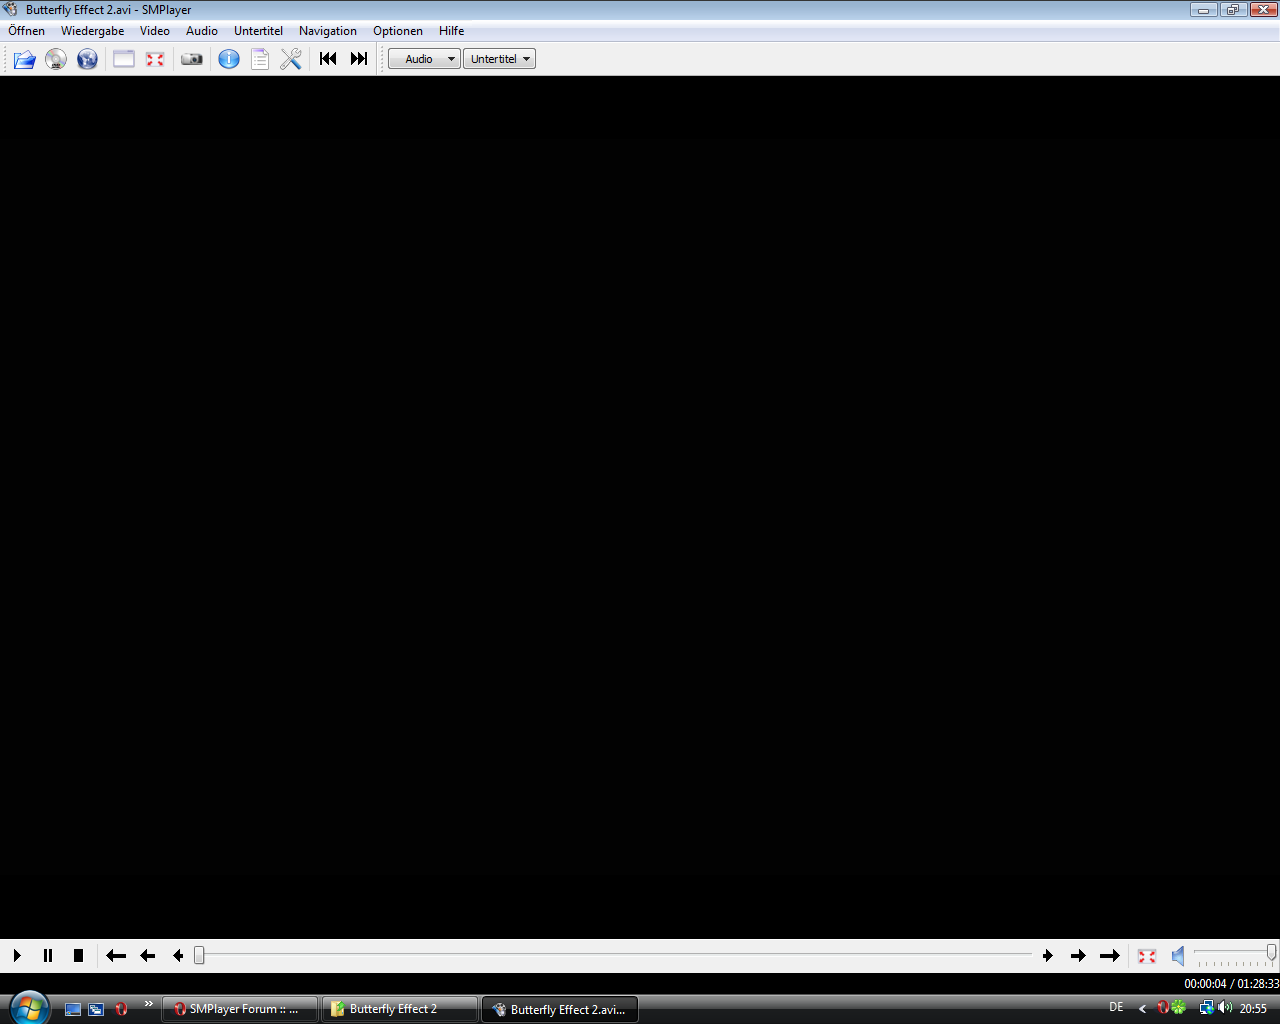 Butterfly Effect 2.avi - SMPlayer
Öffnen Wiedergabe Video Audio Untertitel Navigation Optionen Hilfe
Audio Untertitel
00:00:04 / 01:28:33
SMPlayer Forum :: ... Butterfly Effect 2 Butterfly Effect 2.avi... DE 20:55